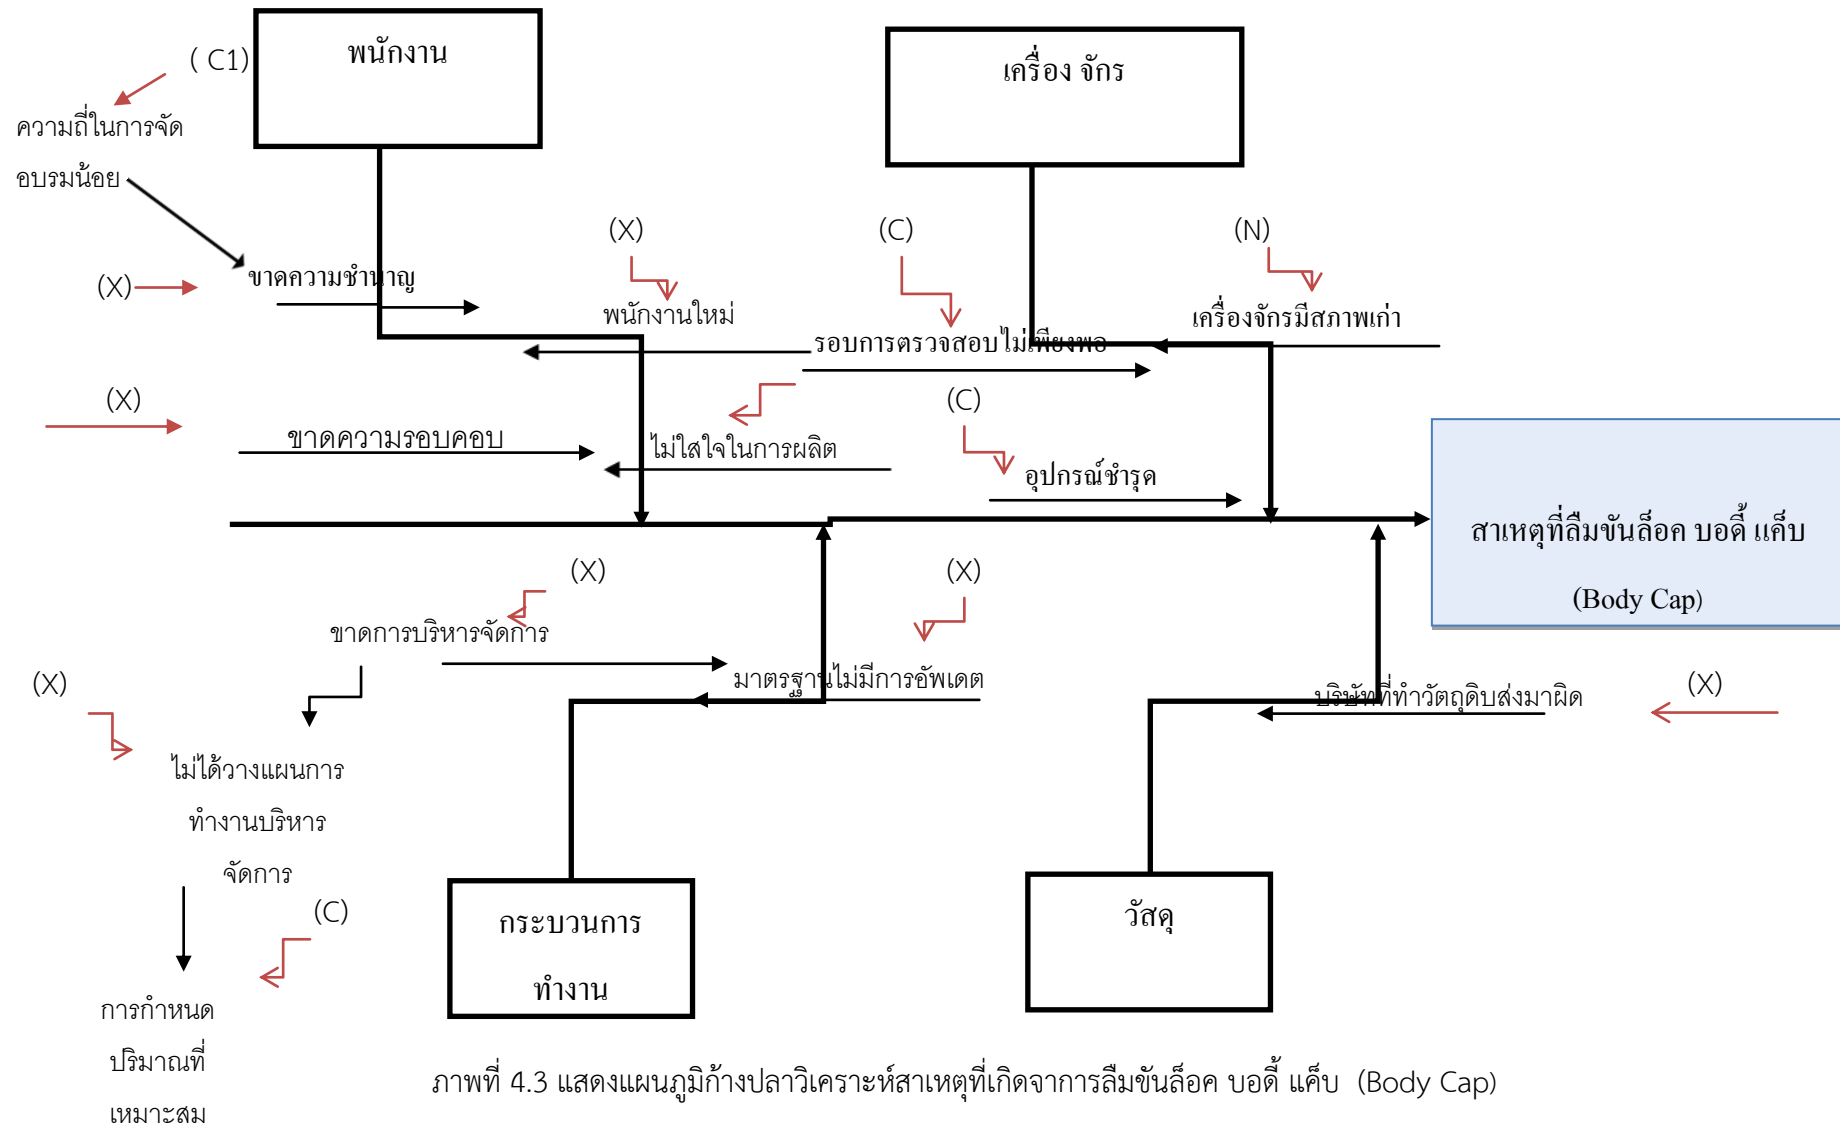 ( C1)
พนักงาน
เครื่อง จักร
ความถี่ในการจัด
อบรมน้อย
(X)
(C)
(N)
(X)
ขาดความชำนาญ
พนักงานใหม่
เครื่องจักรมีสภาพเก่า
รอบการตรวจสอบไม่เพียงพอ
(X)
(C)
ขาดความรอบคอบ
ไม่ใสใจในการผลิต
อุปกรณ์ชำรุด
สาเหตุที่ลืมขันล็อค บอดี้ แค็บ
(Body Cap)
(X)
(X)
ขาดการบริหารจัดการ
(X)
มาตรฐานไม่มีการอัพเดต
บริษัทที่ทำวัตถุดิบส่งมาผิด
(X)
ไม่ได้วางแผนการ
ทำงานบริหาร
จัดการ
(C)
กระบวนการ
ทำงาน
วัสดุ
การกำหนด
ปริมาณที่
เหมาะสม
ภาพที่ 4.3 แสดงแผนภูมิก้างปลาวิเคราะห์สาเหตุที่เกิดจาการลืมขันล็อค บอดี้ แค็บ (Body Cap)